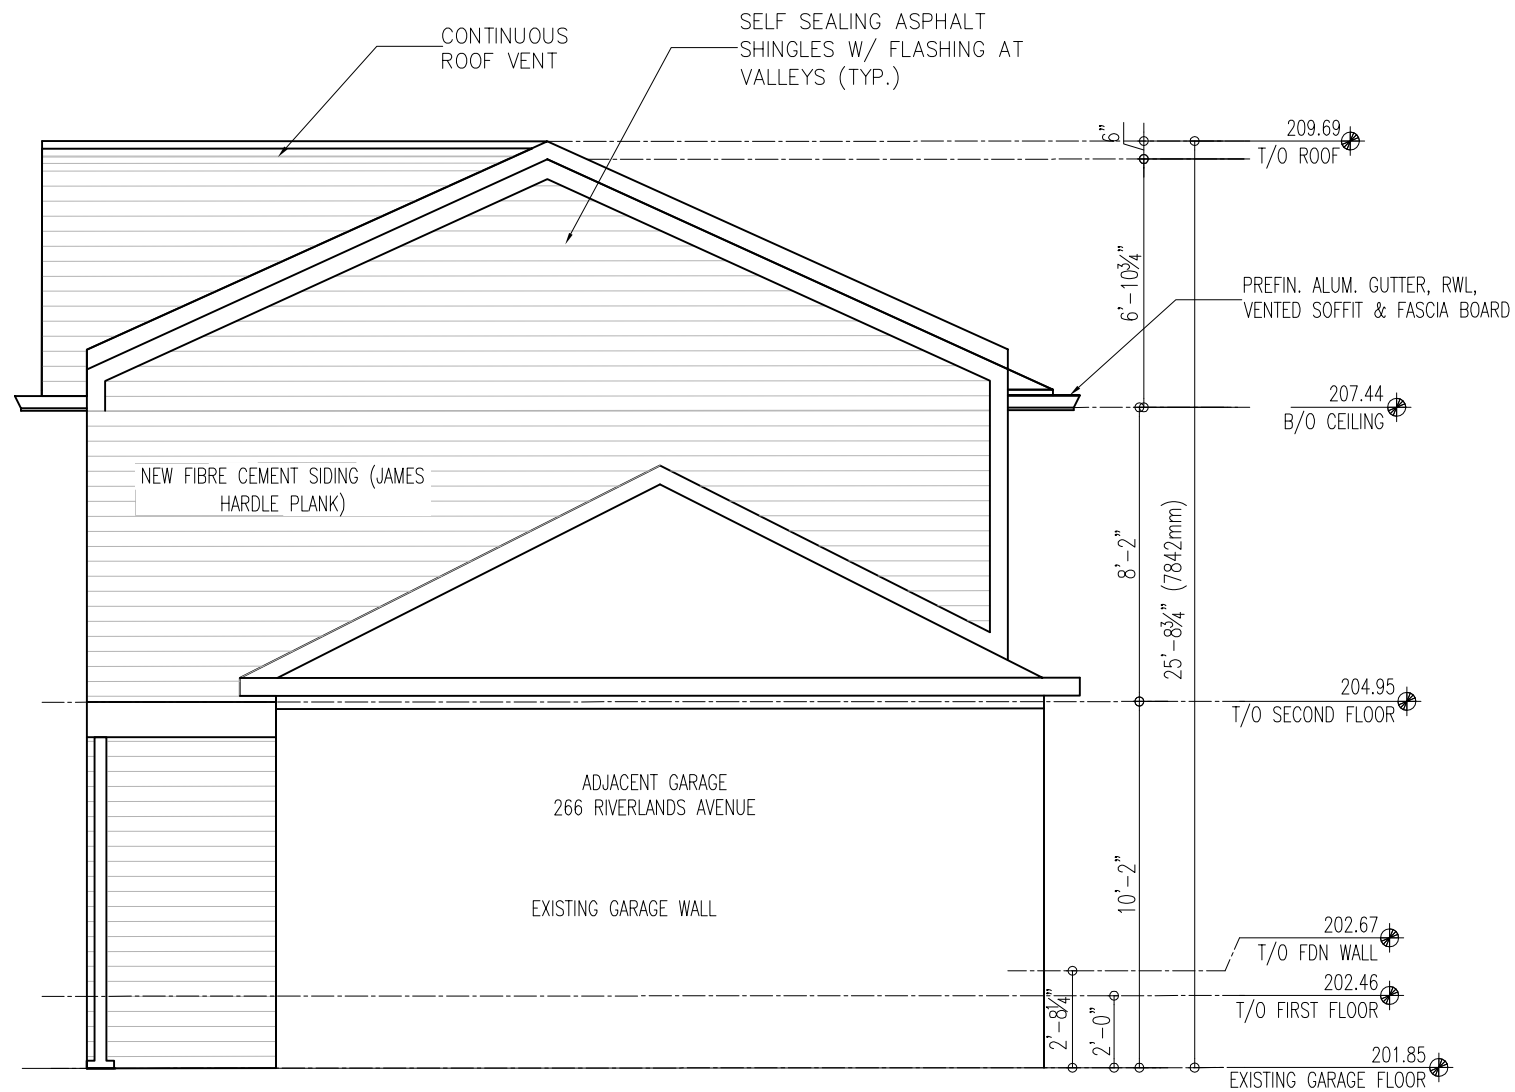 CONTINUOUS
ROOF VENT
SELF SEALING ASPHALT
SHINGLES W/ FLASHING AT
VALLEYS (TYP.)
6"
209.69
T/O ROOF
6'-10¾"
PREFIN. ALUM. GUTTER, RWL,
VENTED SOFFIT & FASCIA BOARD
207.44
B/O CEILING
NEW FIBRE CEMENT SIDING (JAMES
HARDLE PLANK)
8'-2"
25'-8¾" (7842mm)
204.95
T/O SECOND FLOOR
ADJACENT GARAGE
266 RIVERLANDS AVENUE
10'-2"
EXISTING GARAGE WALL
202.67
T/O FDN WALL
202.46
T/O FIRST FLOOR
2'-8¼"
2'-0"
201.85
EXISTING GARAGE FLOOR